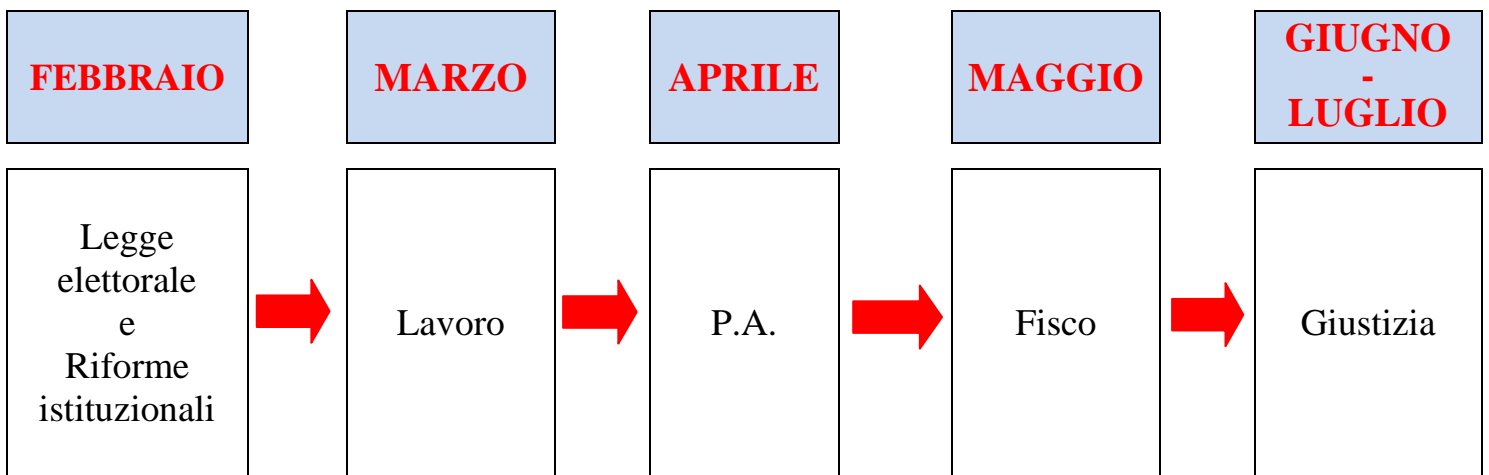 FEBBRAIO
MARZO
APRILE
MAGGIO
GIUGNO
-
LUGLIO
Legge
elettorale
e
Riforme
istituzionali
Lavoro
P.A.
Fisco
Giustizia